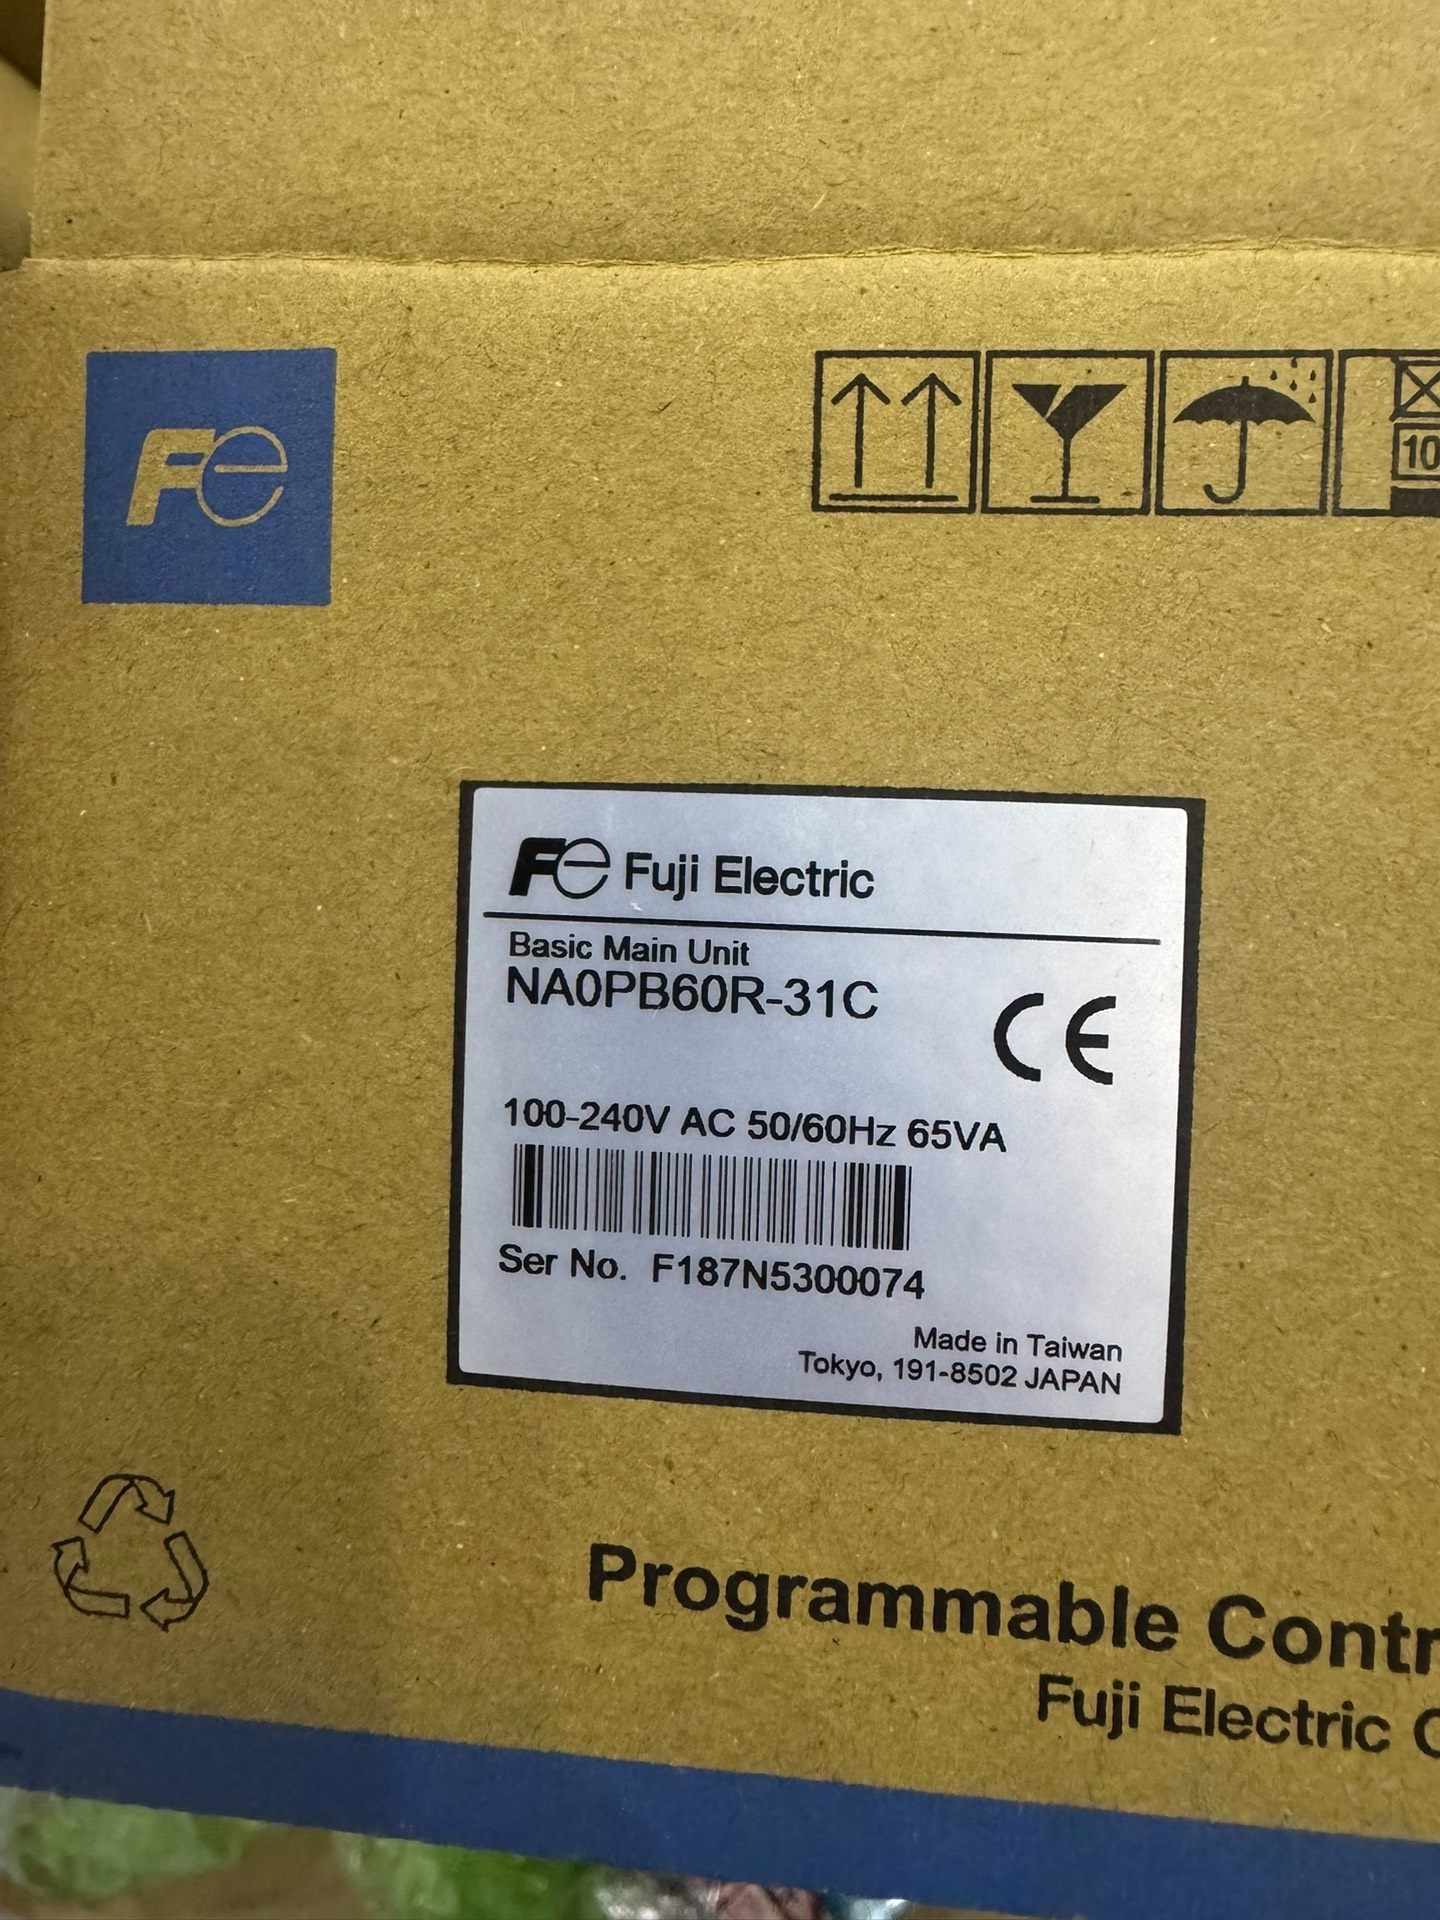 Fe
10
Fe Fuji Electric
Basic Main Unit
NA0PB60R-31C
CE
100-240V AC 50/60Hz 65VA
Ser No. F187N5300074
Made in Taiwan
Tokyo, 191-8502 JAPAN
Programmable Contr
Fuji Electric C